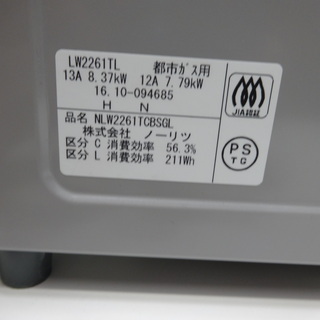 LW2261TL 都市ガス用
13A 8.37kW 12A 7.79kW
16.10-094685
H N
品名 NLW2261TCBSGL
株式会社 ノーリツ
区分 C 消費効率 56.3%
区分 L 消費効率 211Wh
JIA認証
PS
TG